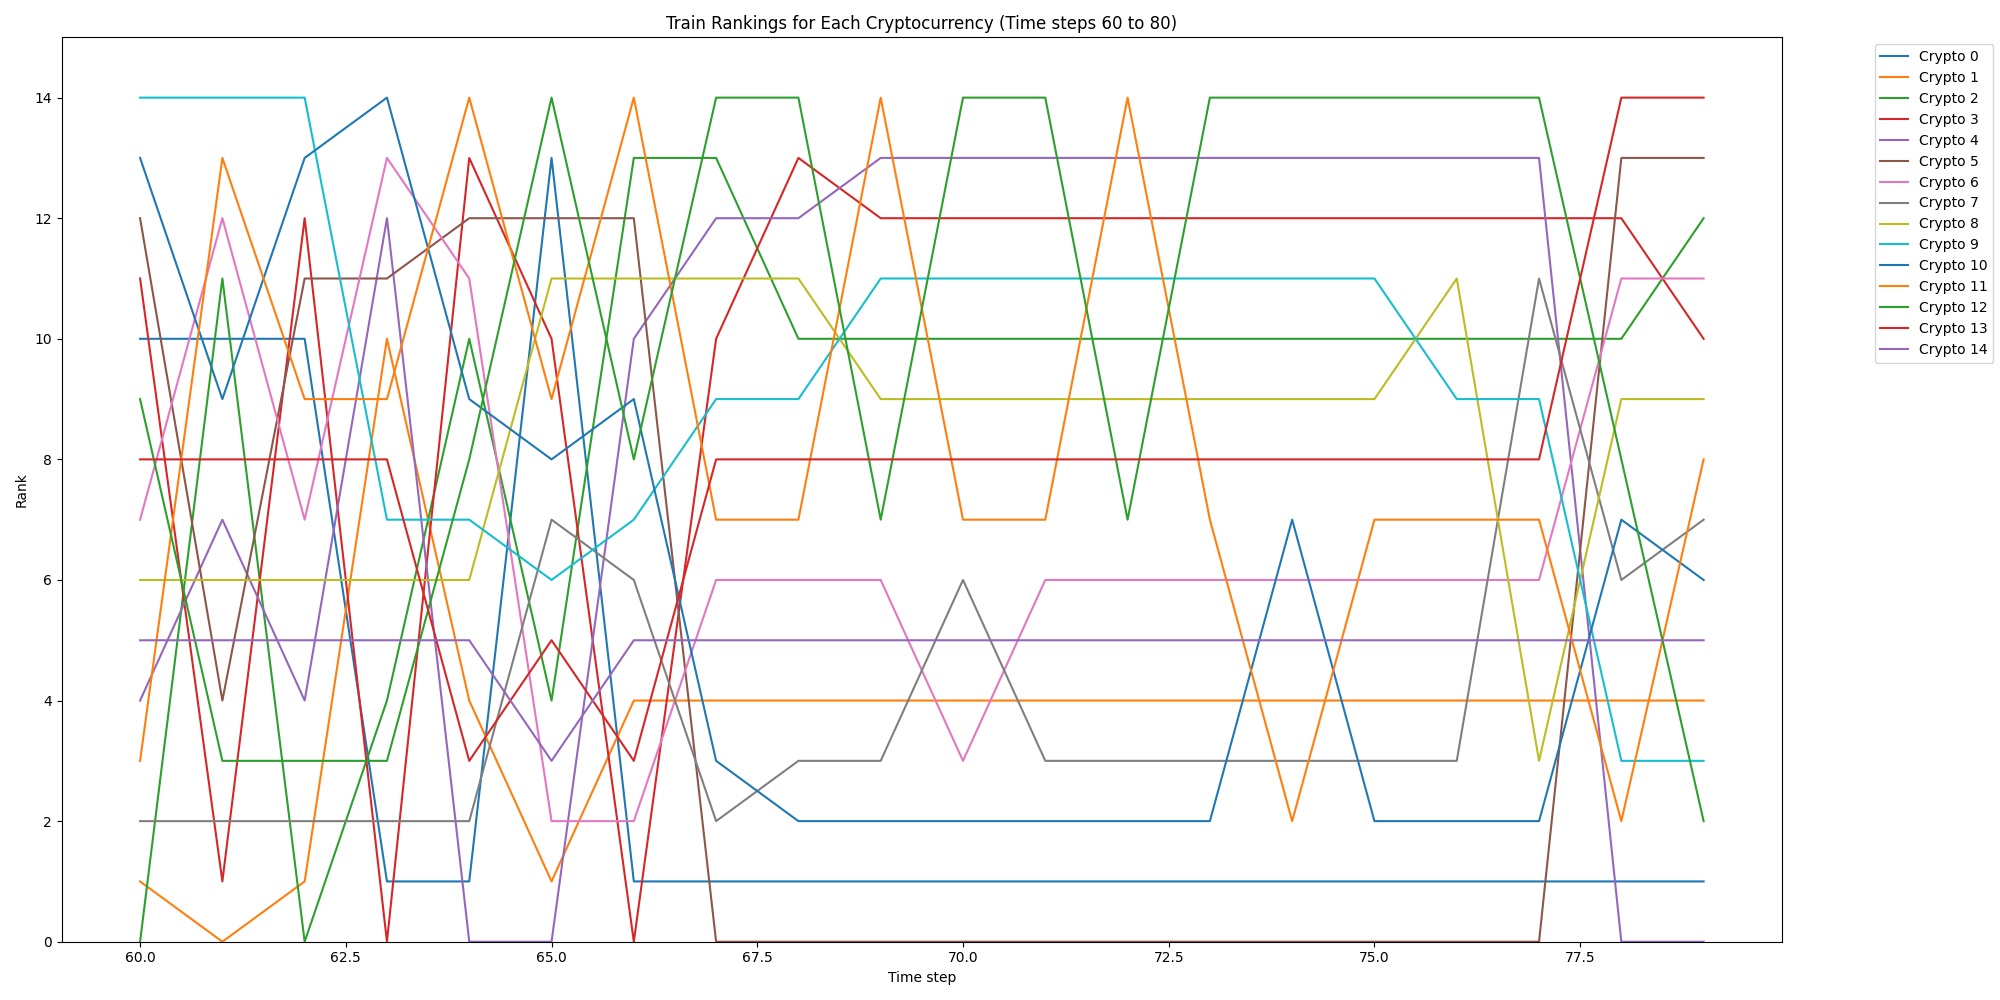 Train Rankings for Each Cryptocurrency (Time steps 60 to 80)
14
12
10
8
6
4
2
0
Rank
60.0
62.5
65.0
67.5
70.0
72.5
75.0
77.5
Time step
Crypto 0
Crypto 1
Crypto 2
Crypto 3
Crypto 4
Crypto 5
Crypto 6
Crypto 7
Crypto 8
Crypto 9
Crypto 10
Crypto 11
Crypto 12
Crypto 13
Crypto 14